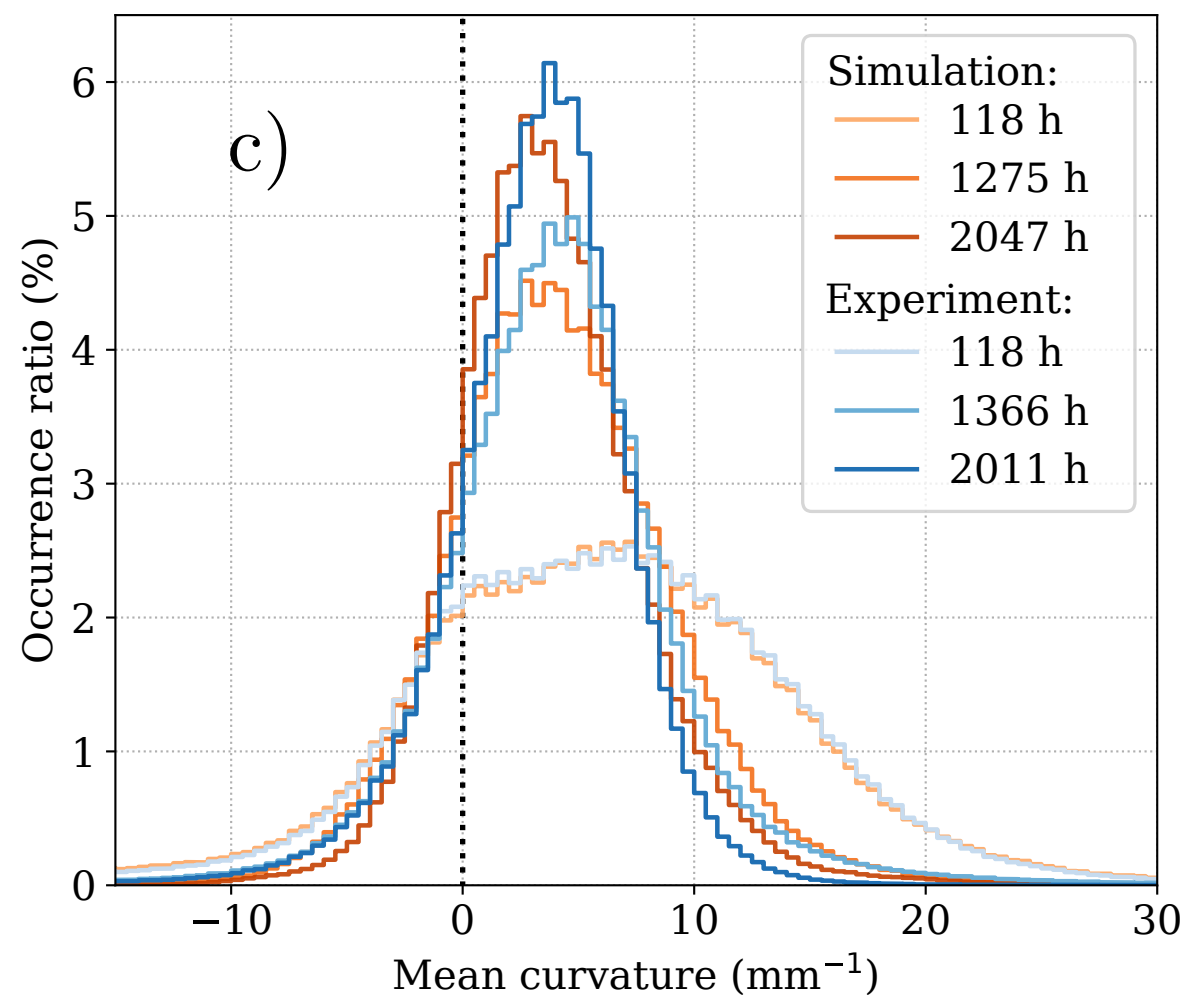 c)
Simulation:
118 h
1275 h
2047 h
Experiment:
118 h
1366 h
2011 h
Occurrence ratio (%)
6
5
4
3
2
1
0
−10
0
10
20
30
Mean curvature (mm⁻¹)